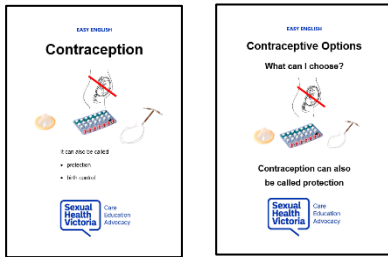 EASY ENGLISH
Contraception
It can also be called
• protection
• birth control
Sexual
Health
Victoria
Care
Education
Advocacy
EASY ENGLISH
Contraceptive Options
What can I choose?
Contraception can also
be called protection
Sexual
Health
Victoria
Care
Education
Advocacy